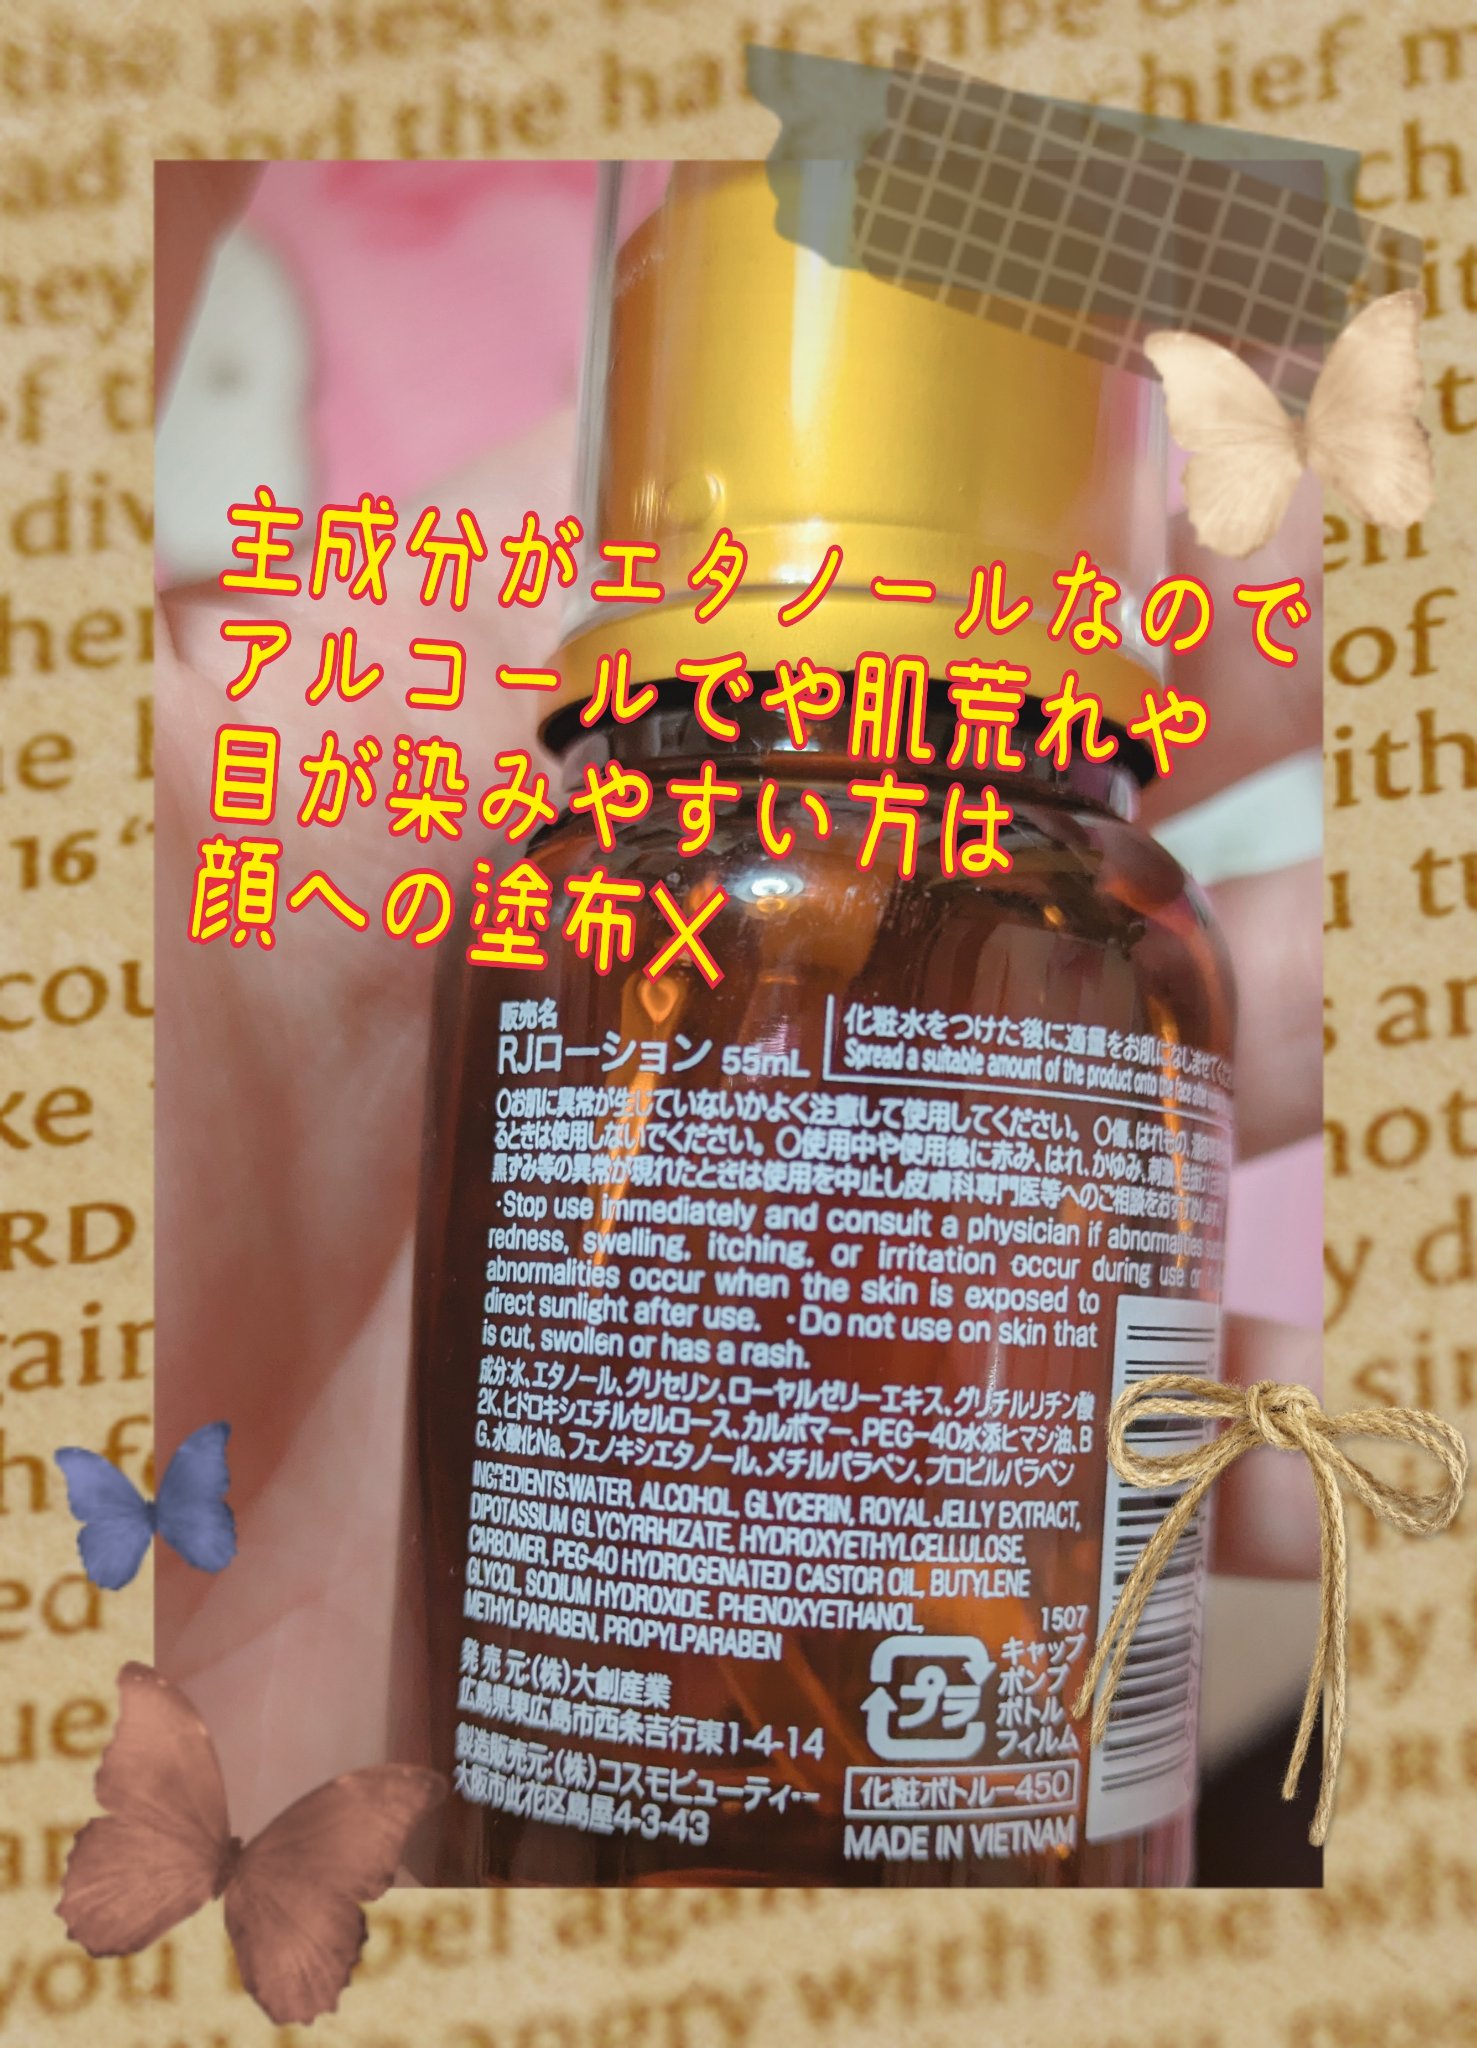 主成分がエタノールなので
アルコールでや肌荒れや
目が染みやすい方は
顔への塗布✕
販売名
RJローション 55mL
化粧水をつけた後に適量をお肌になじませてくだ
Spread a suitable amount of the product onto the face after
○お肌に異常が生じていないかよく注意して使用してください。○傷、はれもの、湿疹
るときは使用しないでください。○使用中や使用後に赤み、はれ、かゆみ、刺激、
黒ずみ等の異常が現れたときは使用を中止し皮膚科専門医等へのご相談をおすすめします。
・Stop use immediately and consult a physician if abnormalities
redness, swelling, itching, or irritation occur during use or
abnormalities occur when the skin is exposed to
direct sunlight after use. ・Do not use on skin that
is cut, swollen or has a rash.
成分:水、エタノール、グリセリン、ローヤルゼリーエキス、グリチルリチン酸
2K、ヒドロキシエチルセルロース、カルボマー、PEG-40水添ヒマシ油、B
G、水酸化Na、フェノキシエタノール、メチルパラベン、プロピルパラベン
INGREDIENTS:WATER, ALCOHOL, GLYCERIN, ROYAL JELLY EXTRACT,
DIPOTASSIUM GLYCYRRHIZATE, HYDROXYETHYLCELLULOSE,
CARBOMER, PEG-40 HYDROGENATED CASTOR OIL, BUTYLENE
GLYCOL, SODIUM HYDROXIDE, PHENOXYETHANOL,
METHYLPARABEN, PROPYLPARABEN
1507
発売元:(株)大創産業
広島県東広島市西条吉行東1-4-14
製造販売元:(株)コスモビューティー
大阪市此花区島屋4-3-43
プラ
キャップ
ポンプ
ボトル
フィルム
化粧ボトルー450
MADE IN VIETNAM